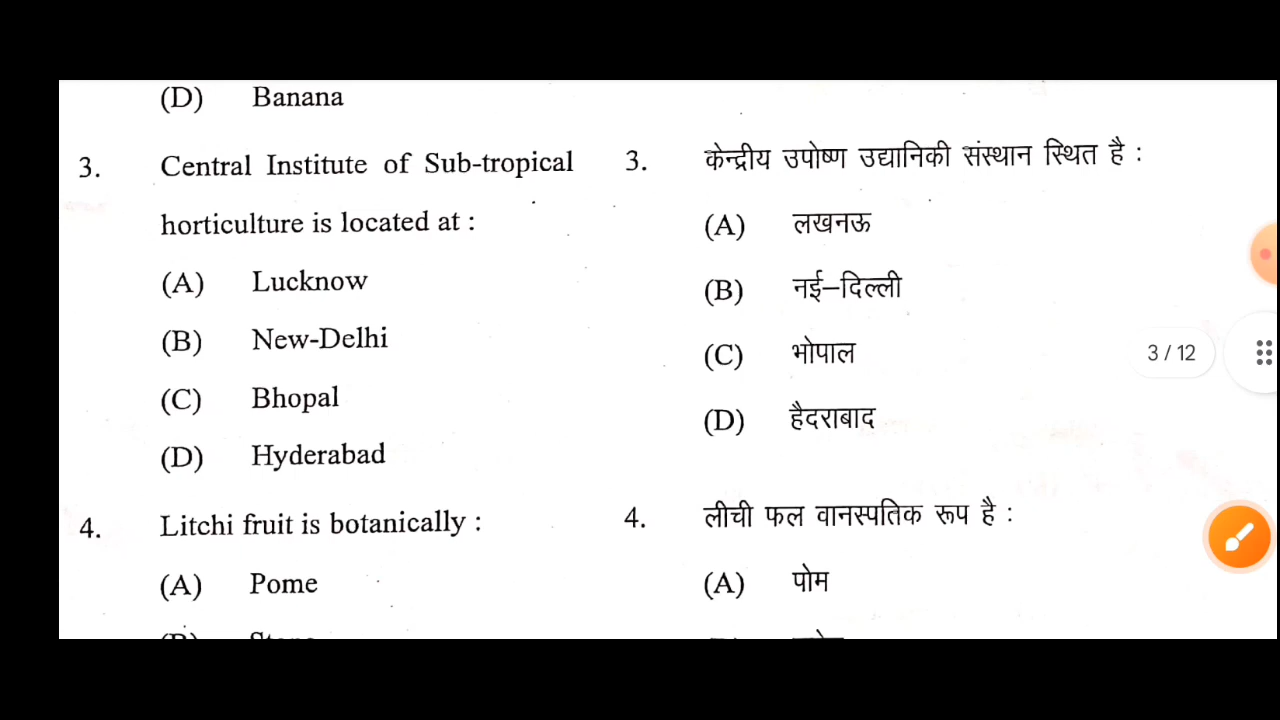 (D) Banana
3. Central Institute of Sub-tropical
horticulture is located at :
(A) Lucknow
(B) New-Delhi
(C) Bhopal
(D) Hyderabad
4. Litchi fruit is botanically :
(A) Pome
3. केन्द्रीय उपोष्ण उद्यानिकी संस्थान स्थित है :
(A) लखनऊ
(B) नई–दिल्ली
(C) भोपाल
(D) हैदराबाद
4. लीची फल वानस्पतिक रूप है :
(A) पोम
3 / 12